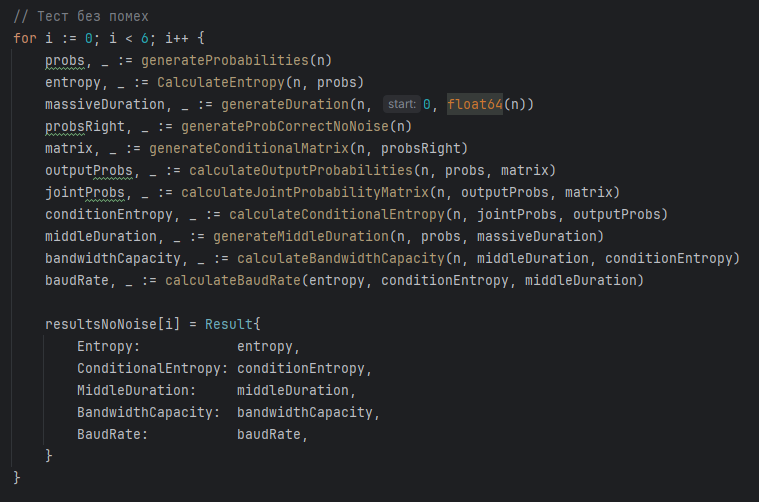 // Тест без помех
for i := 0; i < 6; i++ {
    probs, _ := generateProbabilities(n)
    entropy, _ := CalculateEntropy(n, probs)
    massiveDuration, _ := generateDuration(n, start: 0, float64(n))
    probsRight, _ := generateProbCorrectNoNoise(n)
    matrix, _ := generateConditionalMatrix(n, probsRight)
    outputProbs, _ := calculateOutputProbabilities(n, probs, matrix)
    jointProbs, _ := calculateJointProbabilityMatrix(n, outputProbs, matrix)
    conditionEntropy, _ := calculateConditionalEntropy(n, jointProbs, outputProbs)
    middleDuration, _ := generateMiddleDuration(n, probs, massiveDuration)
    bandwidthCapacity, _ := calculateBandwidthCapacity(n, middleDuration, conditionEntropy)
    baudRate, _ := calculateBaudRate(entropy, conditionEntropy, middleDuration)

    resultsNoNoise[i] = Result{
        Entropy:            entropy,
        ConditionalEntropy: conditionEntropy,
        MiddleDuration:     middleDuration,
        BandwidthCapacity:  bandwidthCapacity,
        BaudRate:           baudRate,
    }
}